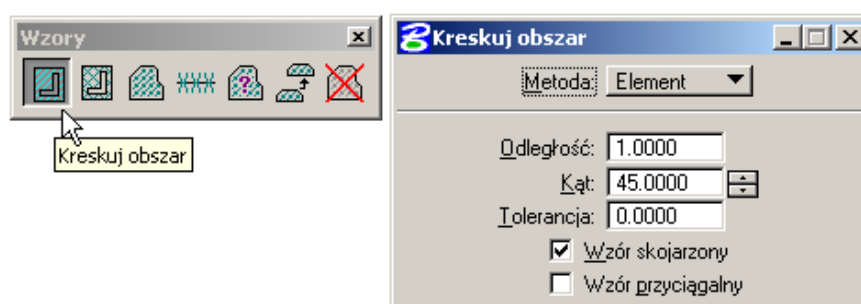 Wzory
Kreskuj obszar
Kreskuj obszar
Metoda: Element
Odległość: 1.0000
Kąt: 45.0000
Tolerancja: 0.0000
Wzór skojarzony
Wzór przyciągalny